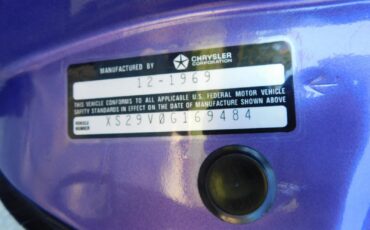 MANUFACTURED BY CHRYSLER CORPORATION
12-1969
THIS VEHICLE CONFORMS TO ALL APPLICABLE U.S. FEDERAL MOTOR VEHICLE
SAFETY STANDARDS IN EFFECT ON THE DATE OF MANUFACTURE SHOWN ABOVE
VEHICLE NUMBER XS29V0G169484